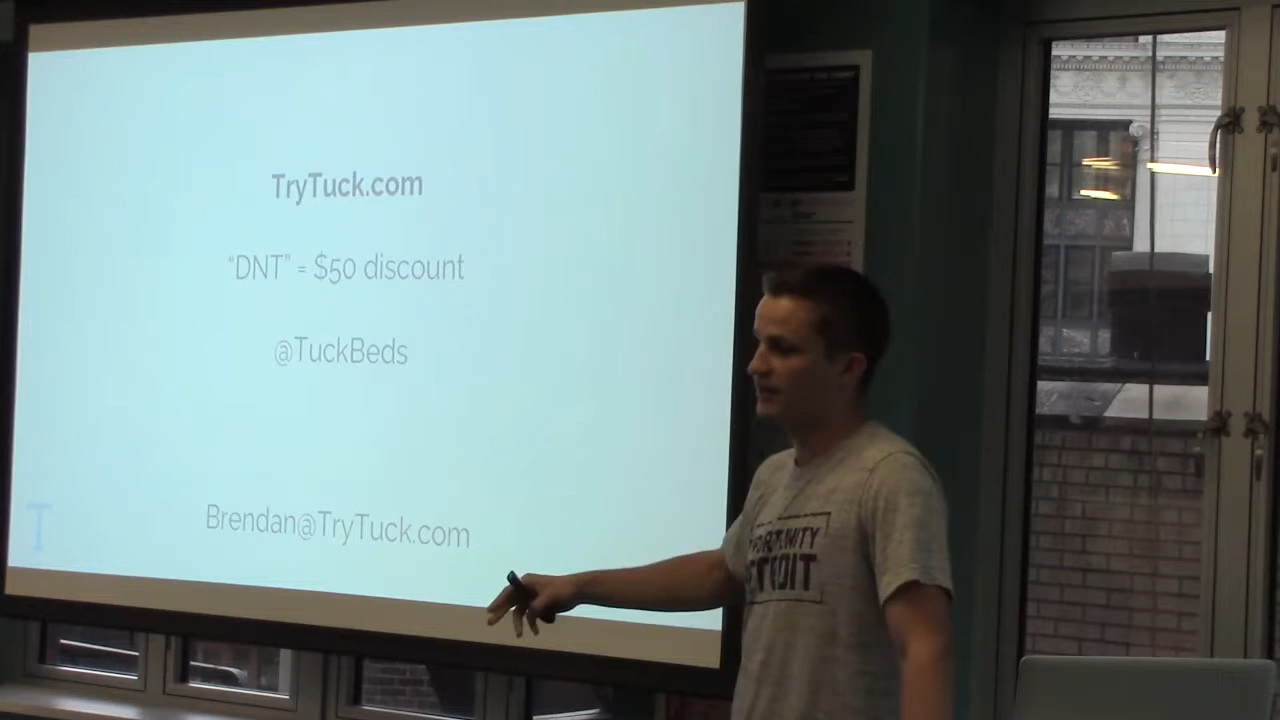 TryTuck.com
“DNT” = $50 discount
@TuckBeds
Brendan@TryTuck.com
T